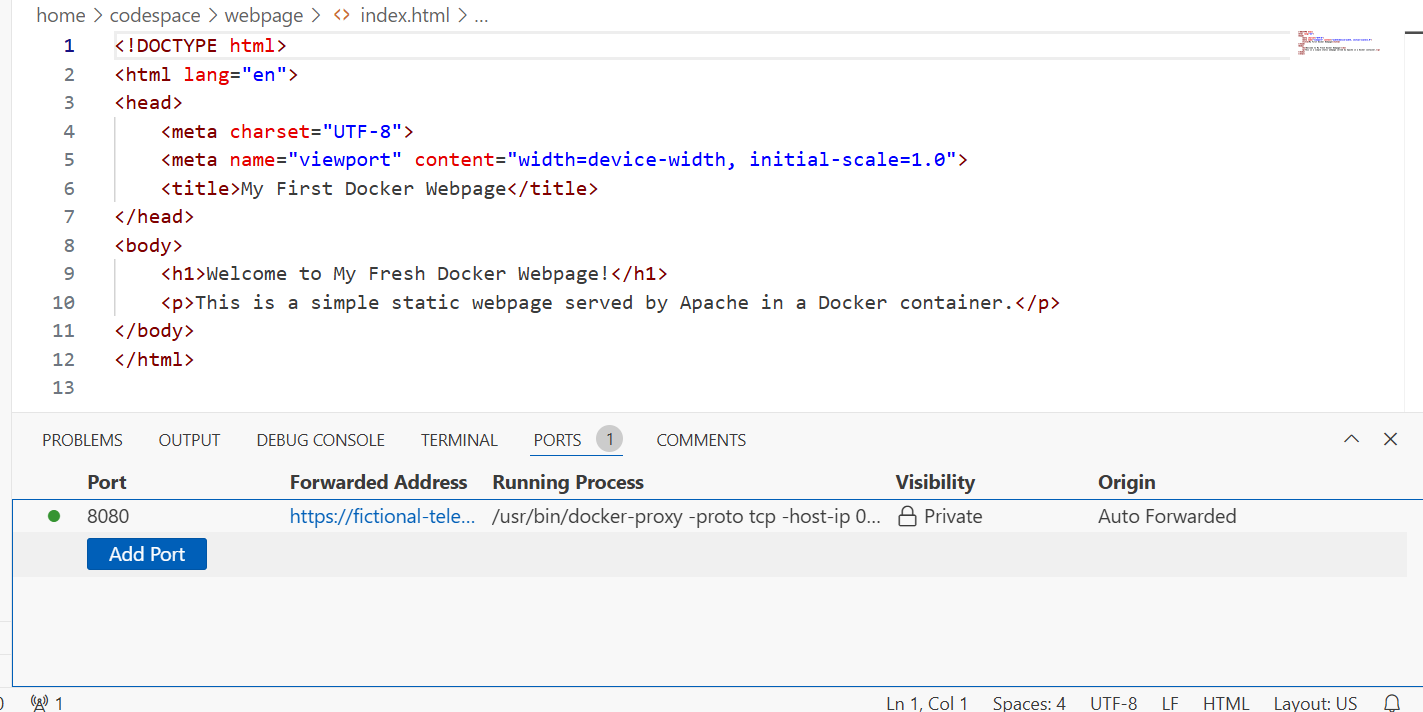 home > codespace > webpage > <> index.html > ...
1 <!DOCTYPE html>
2 <html lang="en">
3 <head>
4     <meta charset="UTF-8">
5     <meta name="viewport" content="width=device-width, initial-scale=1.0">
6     <title>My First Docker Webpage</title>
7 </head>
8 <body>
9     <h1>Welcome to My Fresh Docker Webpage!</h1>
10     <p>This is a simple static webpage served by Apache in a Docker container.</p>
11 </body>
12 </html>
13
PROBLEMS OUTPUT DEBUG CONSOLE TERMINAL PORTS 1 COMMENTS
Port Forwarded Address Running Process Visibility Origin
8080 https://fictional-tele... /usr/bin/docker-proxy -proto tcp -host-ip 0... Private Auto Forwarded
Add Port
1 Ln 1, Col 1 Spaces: 4 UTF-8 LF HTML Layout: US